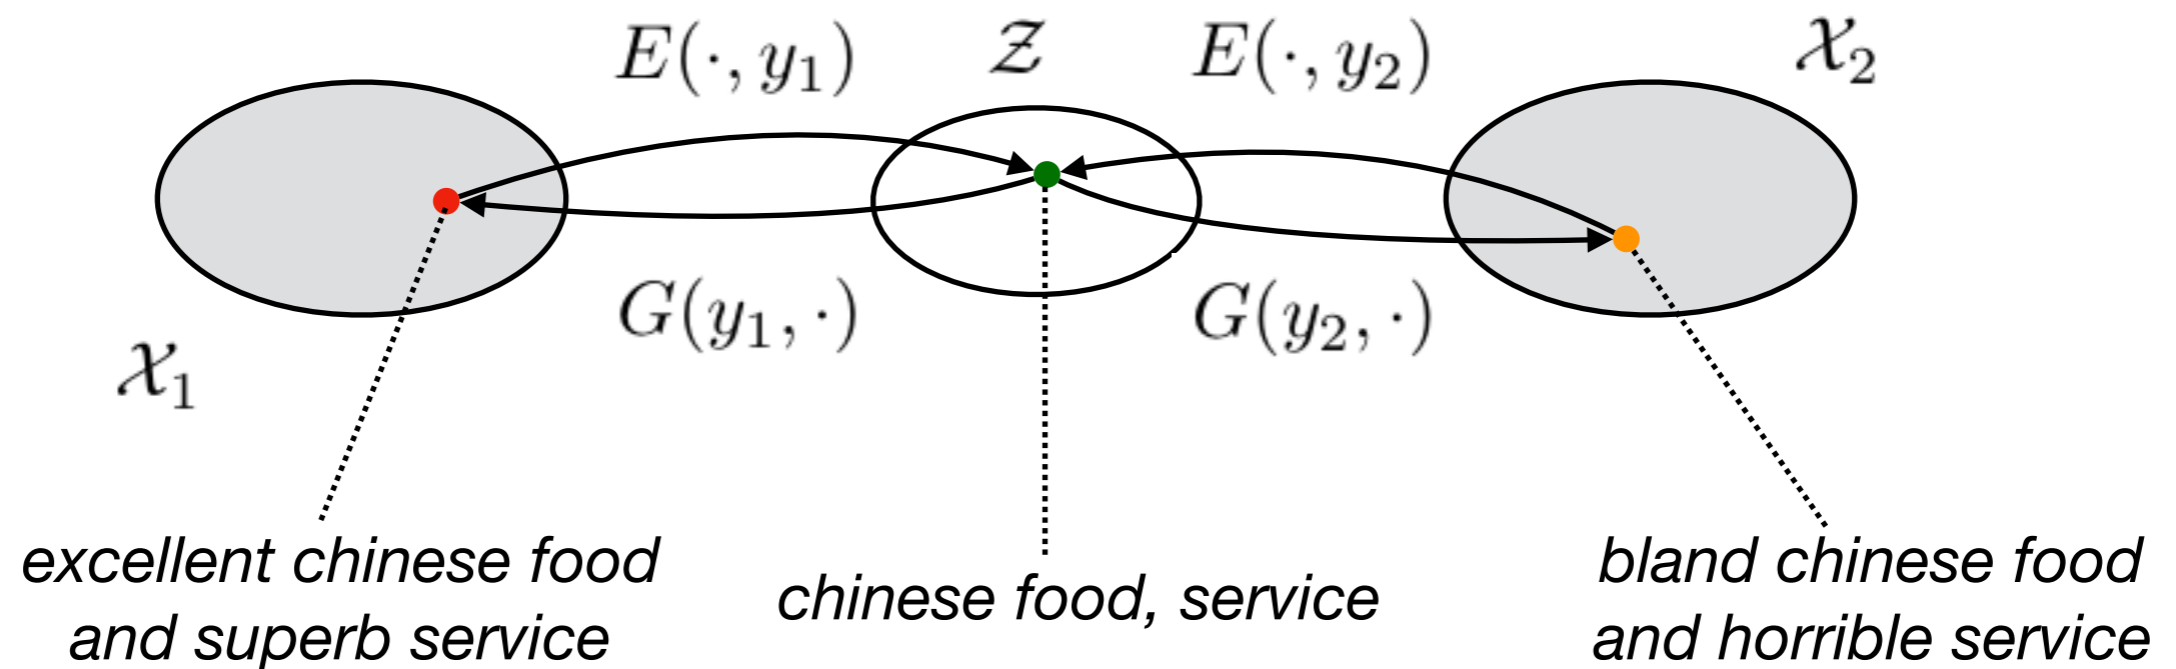 E(·, y₁)
𝒵
E(·, y₂)
𝒳₂
G(y₁, ·)
G(y₂, ·)
𝒳₁
excellent chinese food
and superb service
chinese food, service
bland chinese food
and horrible service